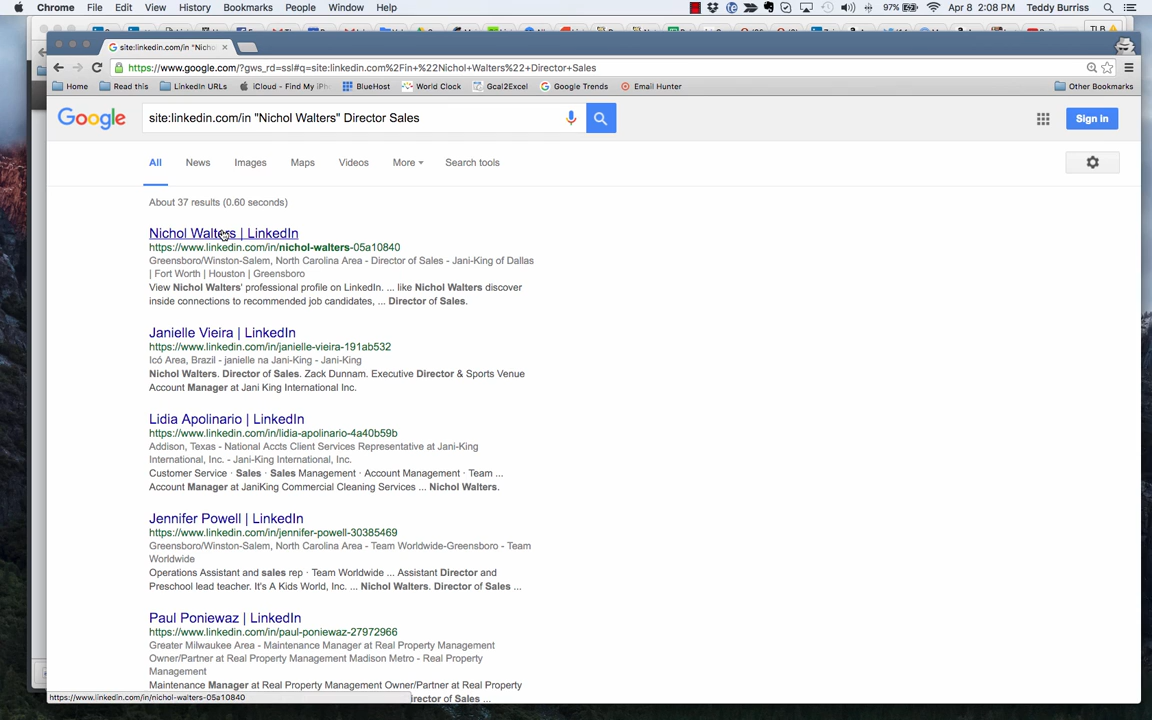 Chrome File Edit View History Bookmarks People Window Help 97% Apr 8 2:08 PM Teddy Burriss
site:linkedin.com/in "Nichol
https://www.google.com/?gws_rd=ssl#q=site:linkedin.com%2Fin+%22Nichol+Walters%22+Director+Sales
Home Read this LinkedIn URLs iCloud - Find My iPh BlueHost World Clock Goal2Excel Google Trends Email Hunter Other Bookmarks
Google site:linkedin.com/in "Nichol Walters" Director Sales Sign in
All News Images Maps Videos More Search tools
About 37 results (0.60 seconds)
Nichol Walters | LinkedIn
https://www.linkedin.com/in/nichol-walters-05a10840
Greensboro/Winston-Salem, North Carolina Area - Director of Sales - Jani-King of Dallas
| Fort Worth | Houston | Greensboro
View Nichol Walters' professional profile on LinkedIn. ... like Nichol Walters discover
inside connections to recommended job candidates, ... Director of Sales.
Janielle Vieira | LinkedIn
https://www.linkedin.com/in/janielle-vieira-191ab532
Icó Area, Brazil - janielle na Jani-King - Jani-King
Nichol Walters. Director of Sales. Zack Dunnam. Executive Director & Sports Venue
Account Manager at Jani King International Inc.
Lidia Apolinario | LinkedIn
https://www.linkedin.com/in/lidia-apolinario-4a40b59b
Addison, Texas - National Accts Client Services Representative at Jani-King
International, Inc. - Jani-King International, Inc.
Customer Service · Sales · Sales Management · Account Management · Team ...
Account Manager at JaniKing Commercial Cleaning Services ... Nichol Walters.
Jennifer Powell | LinkedIn
https://www.linkedin.com/in/jennifer-powell-30385469
Greensboro/Winston-Salem, North Carolina Area - Team Worldwide-Greensboro - Team
Worldwide
Operations Assistant and sales rep · Team Worldwide ... Assistant Director and
Preschool lead teacher. It's A Kids World, Inc. ... Nichol Walters. Director of Sales ...
Paul Poniewaz | LinkedIn
https://www.linkedin.com/in/paul-poniewaz-27972966
Greater Milwaukee Area - Maintenance Manager at Real Property Management
Owner/Partner at Real Property Management Madison Metro - Real Property
Management
Maintenance Manager at Real Property Management Owner/Partner at Real Property
https://www.linkedin.com/in/nichol-walters-05a10840 irector of Sales ...